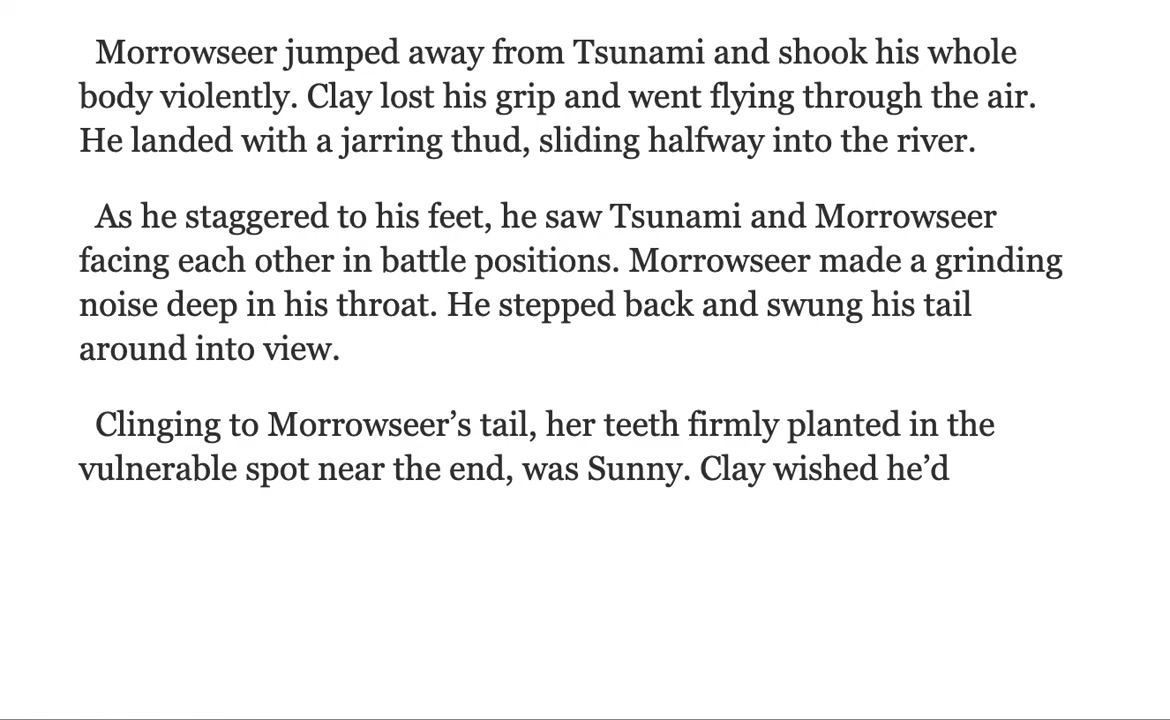 Morrowseer jumped away from Tsunami and shook his whole
body violently. Clay lost his grip and went flying through the air.
He landed with a jarring thud, sliding halfway into the river.
As he staggered to his feet, he saw Tsunami and Morrowseer
facing each other in battle positions. Morrowseer made a grinding
noise deep in his throat. He stepped back and swung his tail
around into view.
Clinging to Morrowseer’s tail, her teeth firmly planted in the
vulnerable spot near the end, was Sunny. Clay wished he’d